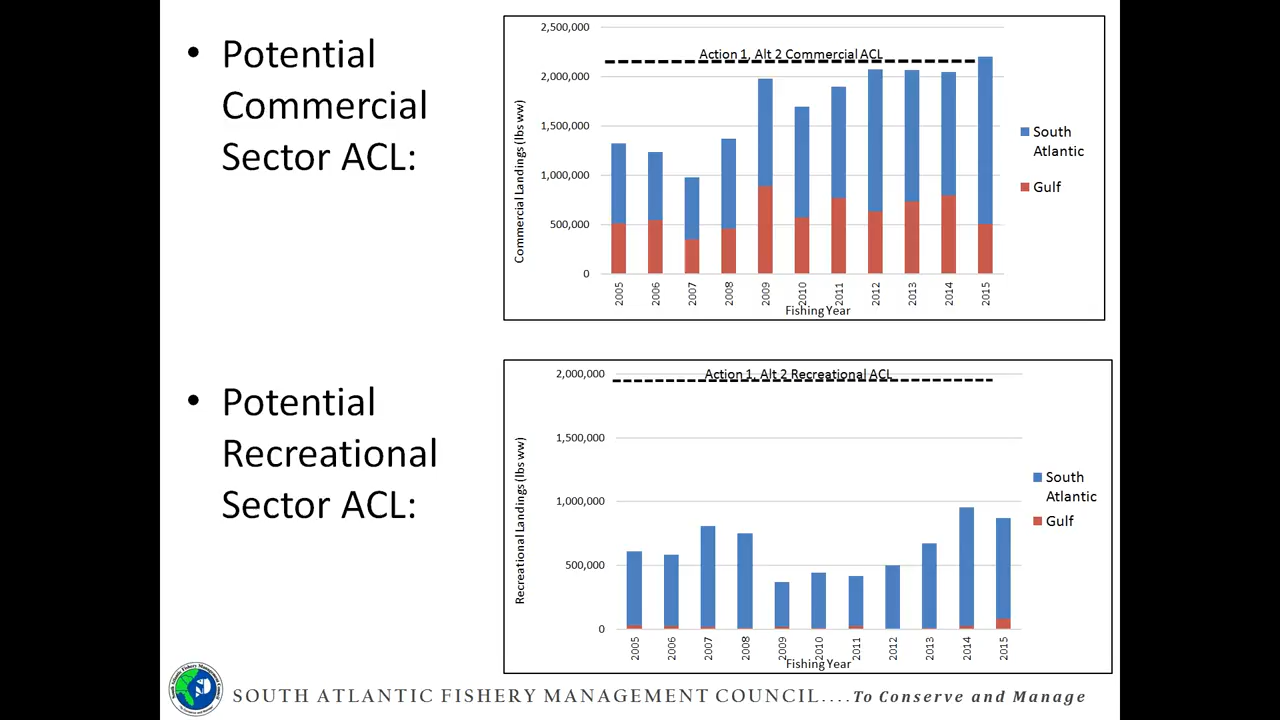 • Potential
Commercial
Sector ACL:
2,500,000
2,000,000
1,500,000
1,000,000
500,000
0
Commercial Landings (lbs ww)
Action 1, Alt 2 Commercial ACL
2005 2006 2007 2008 2009 2010 2011 2012 2013 2014 2015
Fishing Year
South
Atlantic
Gulf
• Potential
Recreational
Sector ACL:
2,000,000
1,500,000
1,000,000
500,000
0
Recreational Landings (lbs ww)
Action 1, Alt 2 Recreational ACL
2005 2006 2007 2008 2009 2010 2011 2012 2013 2014 2015
Fishing Year
South
Atlantic
Gulf
SOUTH ATLANTIC FISHERY MANAGEMENT COUNCIL....To Conserve and Manage